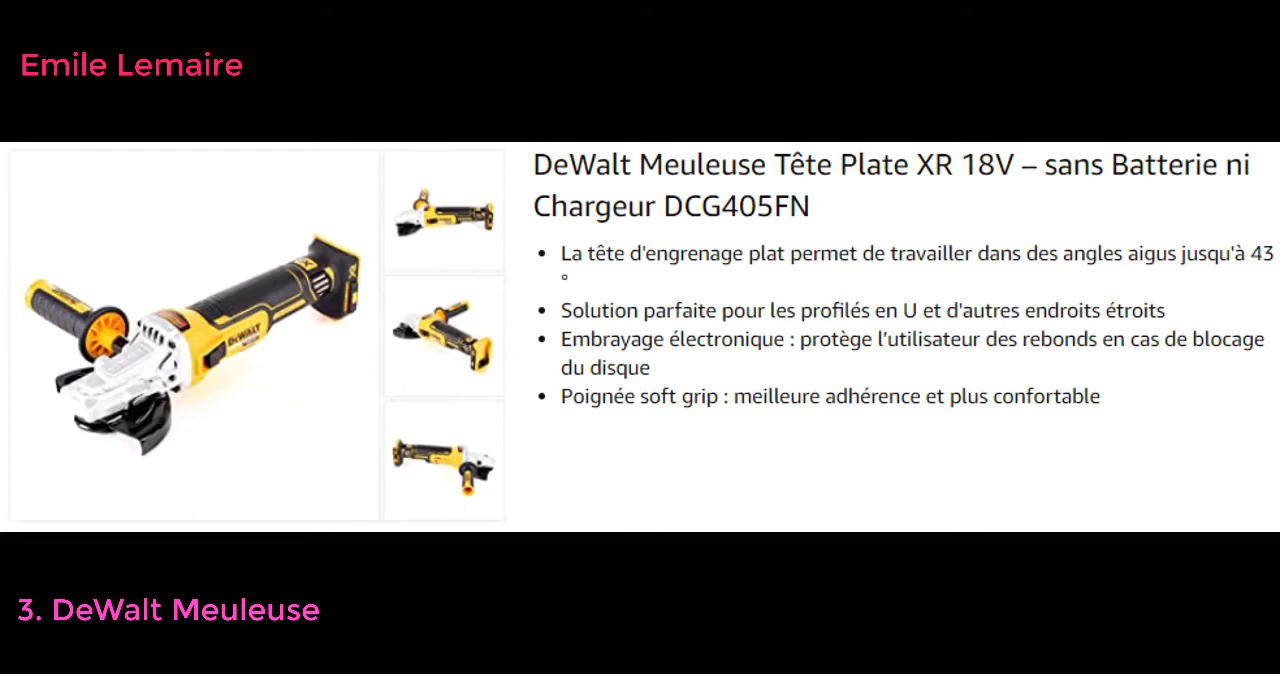 Emile Lemaire
DeWalt Meuleuse Tête Plate XR 18V – sans Batterie ni
Chargeur DCG405FN
• La tête d'engrenage plat permet de travailler dans des angles aigus jusqu'à 43
°
• Solution parfaite pour les profilés en U et d'autres endroits étroits
• Embrayage électronique : protège l’utilisateur des rebonds en cas de blocage
du disque
• Poignée soft grip : meilleure adhérence et plus confortable
DEWALT
XR
3. DeWalt Meuleuse